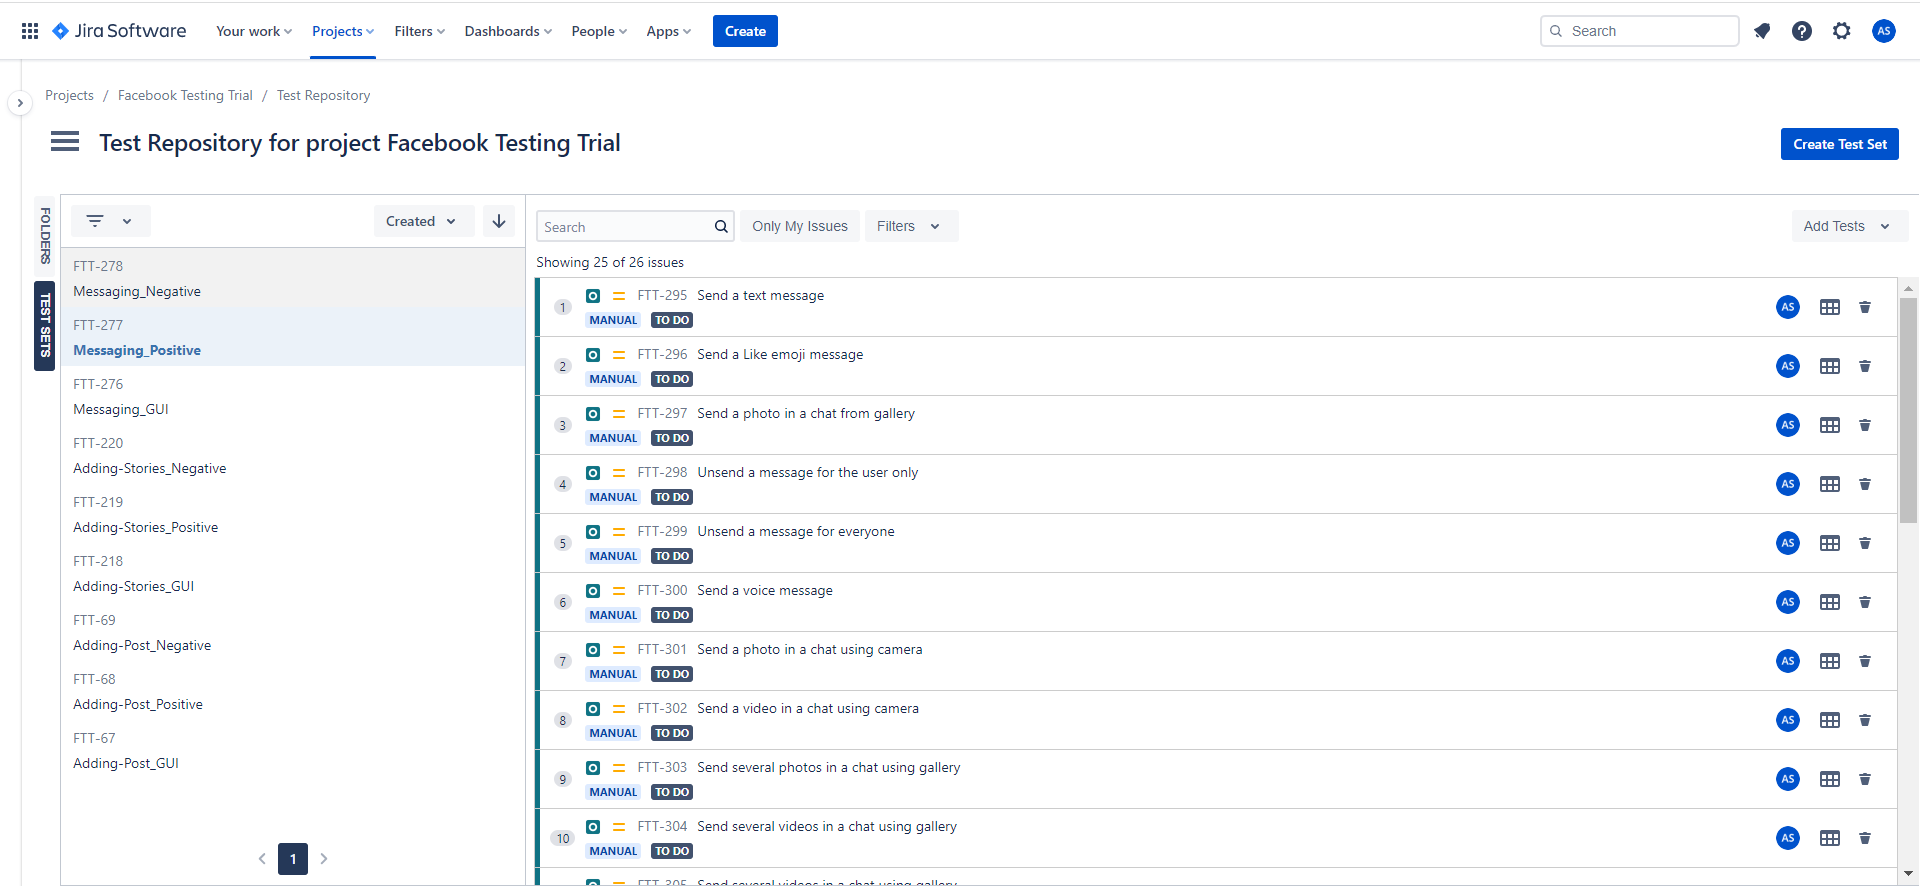 Jira Software Your work Projects Filters Dashboards People Apps Create Search AS
Projects / Facebook Testing Trial / Test Repository
Test Repository for project Facebook Testing Trial
Create Test Set
FOLDERS
TEST SETS
Created
FTT-278
Messaging_Negative
FTT-277
Messaging_Positive
FTT-276
Messaging_GUI
FTT-220
Adding-Stories_Negative
FTT-219
Adding-Stories_Positive
FTT-218
Adding-Stories_GUI
FTT-69
Adding-Post_Negative
FTT-68
Adding-Post_Positive
FTT-67
Adding-Post_GUI
1
Search Only My Issues Filters Add Tests
Showing 25 of 26 issues
1 FTT-295 Send a text message AS
MANUAL TO DO
2 FTT-296 Send a Like emoji message AS
MANUAL TO DO
3 FTT-297 Send a photo in a chat from gallery AS
MANUAL TO DO
4 FTT-298 Unsend a message for the user only AS
MANUAL TO DO
5 FTT-299 Unsend a message for everyone AS
MANUAL TO DO
6 FTT-300 Send a voice message AS
MANUAL TO DO
7 FTT-301 Send a photo in a chat using camera AS
MANUAL TO DO
8 FTT-302 Send a video in a chat using camera AS
MANUAL TO DO
9 FTT-303 Send several photos in a chat using gallery AS
MANUAL TO DO
10 FTT-304 Send several videos in a chat using gallery AS
MANUAL TO DO
FTT-305 Send several videos in a chat using gallery